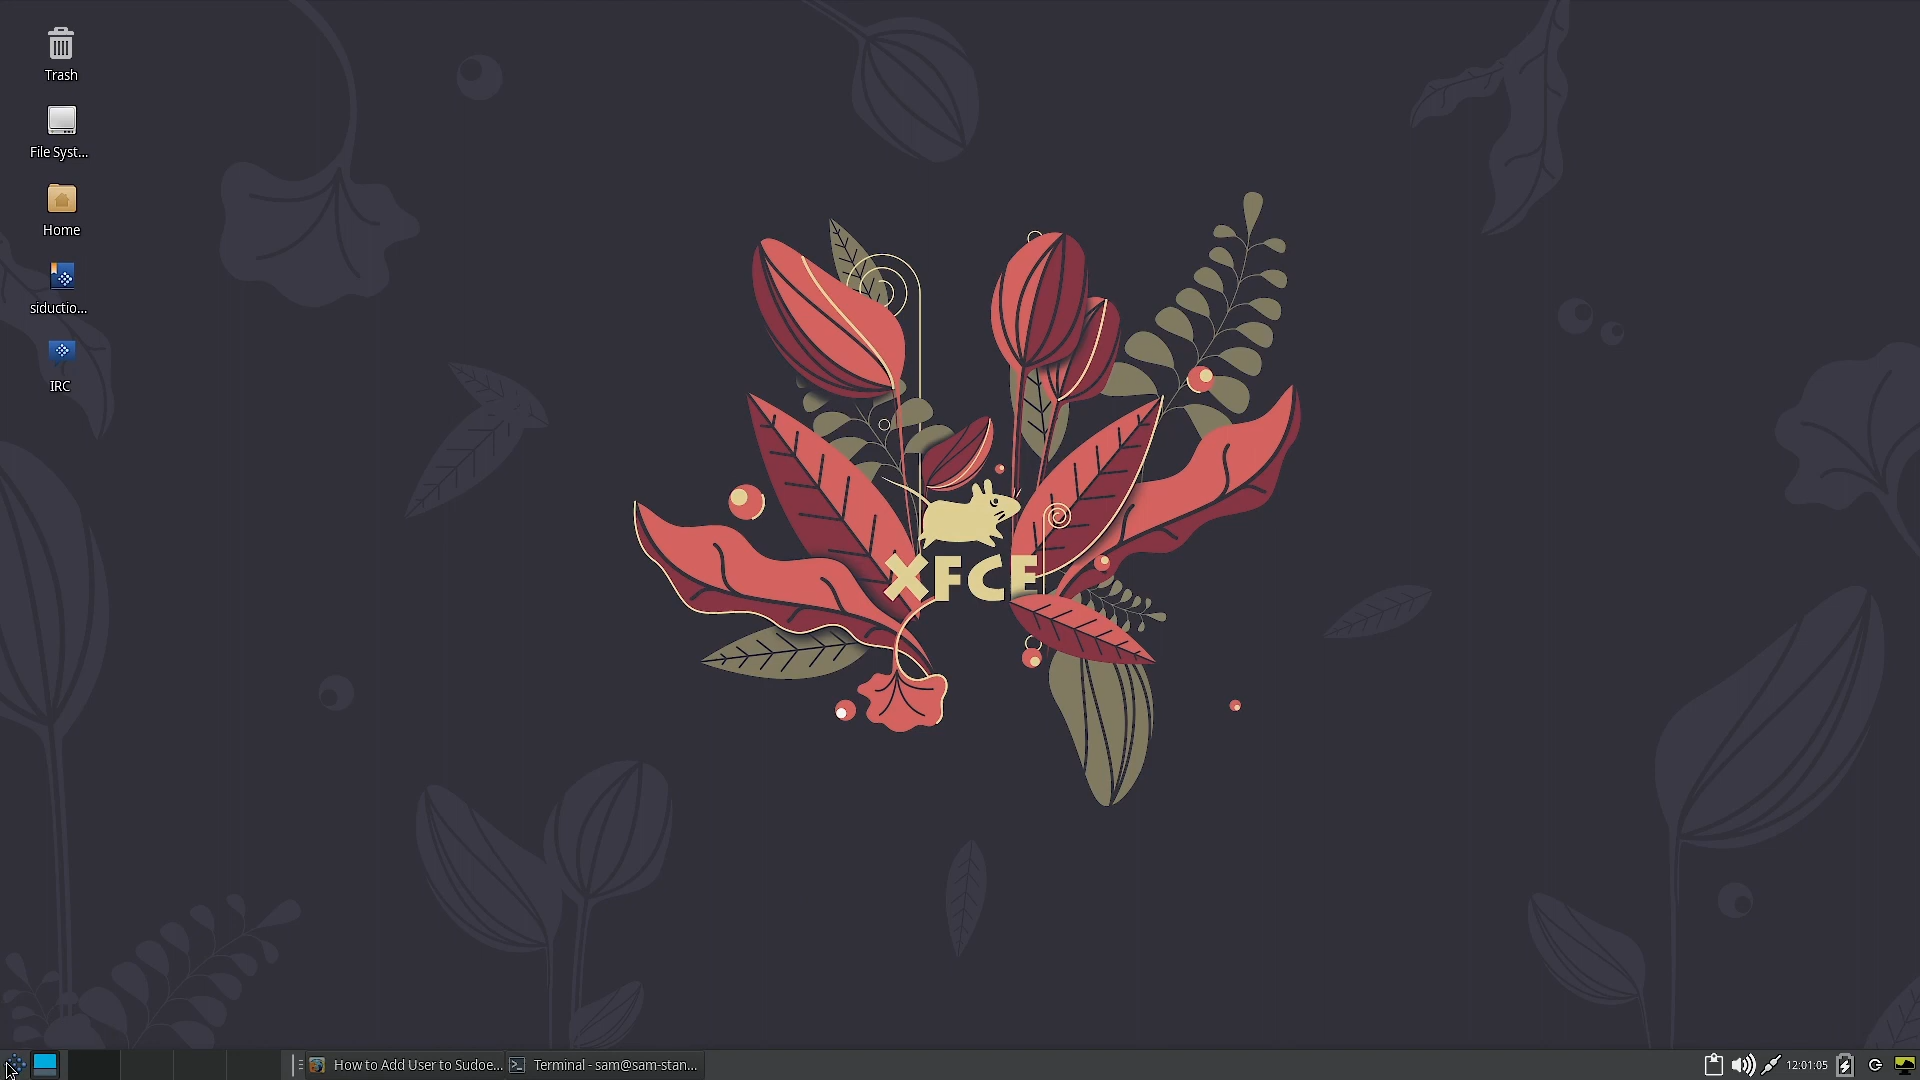 Trash
File Syst...
Home
siductio...
IRC
XFCE
How to Add User to Sudoe...
Terminal - sam@sam-stan...
12:01:05